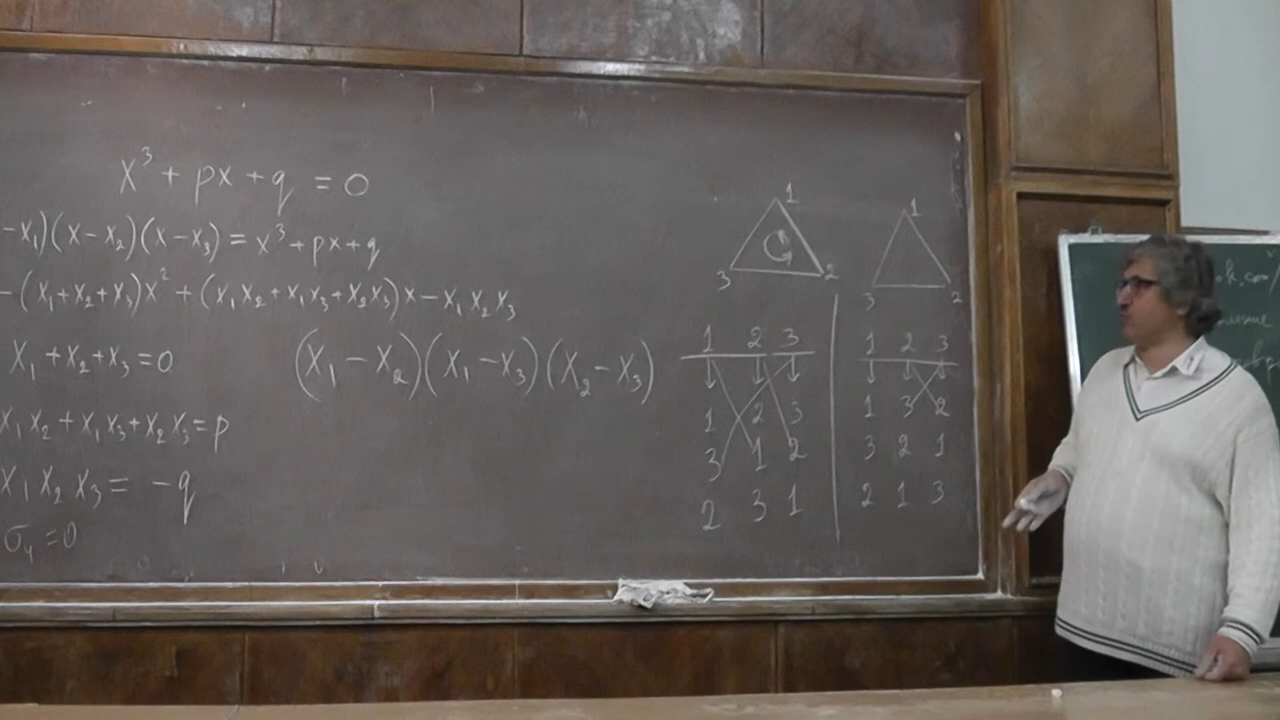 x³ + px + q = 0
-x₁)(x-x₂)(x-x₃) = x³+px+q
-(x₁+x₂+x₃)x² + (x₁x₂+x₁x₃+x₂x₃)x - x₁x₂x₃
x₁+x₂+x₃=0
x₁x₂+x₁x₃+x₂x₃=p
x₁x₂x₃= -q
σ₄=0
(x₁-x₂)(x₁-x₃)(x₂-x₃)
1
3 2
1 2 3
1 2 3
3 1 2
2 3 1
1
3 2
1 2 3
1 3 2
3 2 1
2 1 3